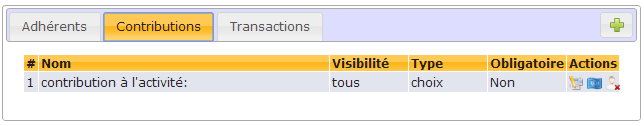 Adhérents Contributions Transactions
# Nom Visibilité Type Obligatoire Actions
1 contribution à l'activité: tous choix Non